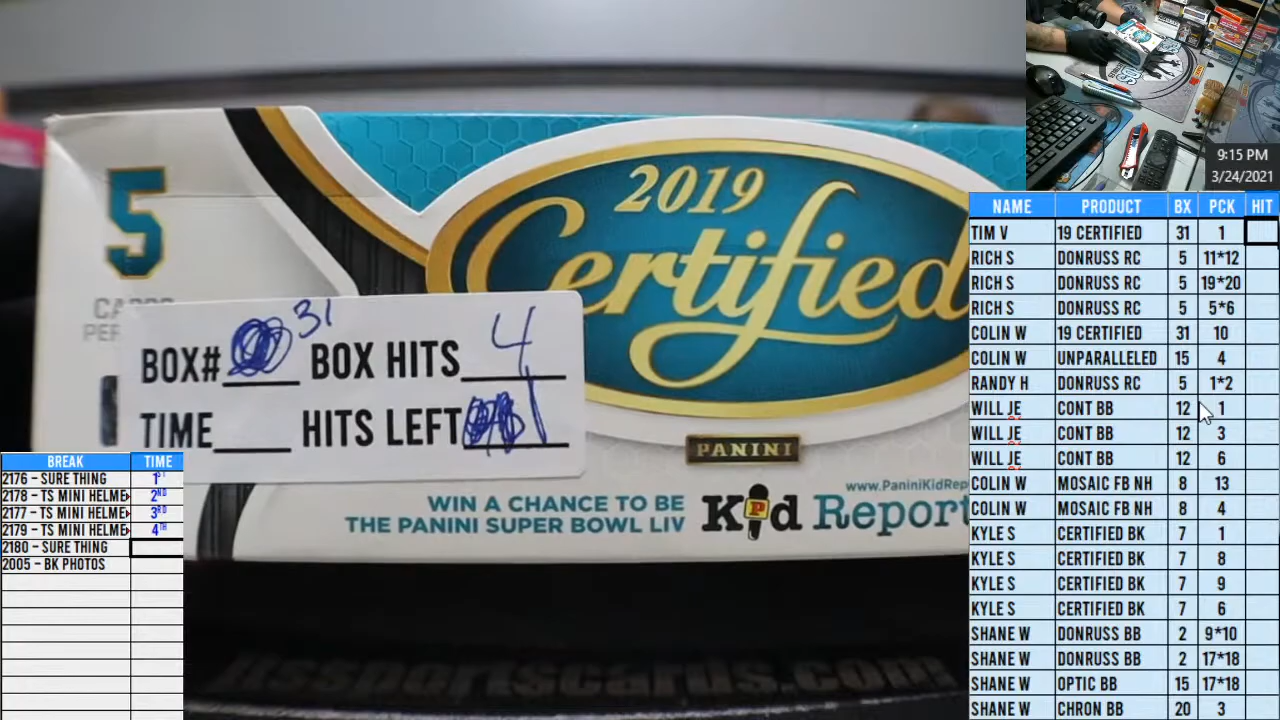 5
2019
Certified
BOX# 31 BOX HITS 4
TIME HITS LEFT 1
PANINI
WIN A CHANCE TO BE
THE PANINI SUPER BOWL LIV
www.PaniniKidRep
Kid Report
9:15 PM
3/24/2021
NAME PRODUCT BX PCK HIT
TIM V 19 CERTIFIED 31 1
RICH S DONRUSS RC 5 11*12
RICH S DONRUSS RC 5 19*20
RICH S DONRUSS RC 5 5*6
COLIN W 19 CERTIFIED 31 10
COLIN W UNPARALLELED 15 4
RANDY H DONRUSS RC 5 1*2
WILL JE CONT BB 12 1
WILL JE CONT BB 12 3
WILL JE CONT BB 12 6
COLIN W MOSAIC FB NH 8 13
COLIN W MOSAIC FB NH 8 4
KYLE S CERTIFIED BK 7 1
KYLE S CERTIFIED BK 7 8
KYLE S CERTIFIED BK 7 9
KYLE S CERTIFIED BK 7 6
SHANE W DONRUSS BB 2 9*10
SHANE W DONRUSS BB 2 17*18
SHANE W OPTIC BB 15 17*18
SHANE W CHRON BB 20 3
BREAK TIME
2176 - SURE THING 1ST
2178 - TS MINI HELME 2ND
2177 - TS MINI HELME 3RD
2179 - TS MINI HELME 4TH
2180 - SURE THING
2005 - BK PHOTOS